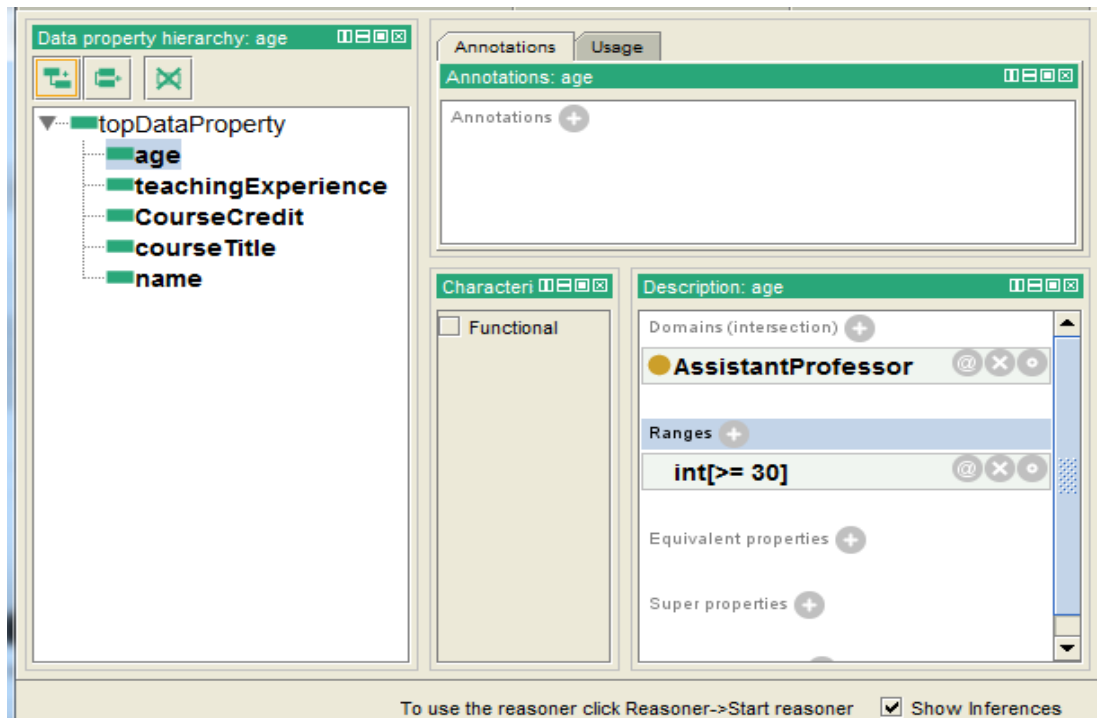 Data property hierarchy: age
topDataProperty
age
teachingExperience
CourseCredit
courseTitle
name
Annotations
Usage
Annotations: age
Annotations
Characteri
Functional
Description: age
Domains (intersection)
AssistantProfessor
@
Ranges
int[>= 30]
@
Equivalent properties
Super properties
To use the reasoner click Reasoner->Start reasoner
Show Inferences